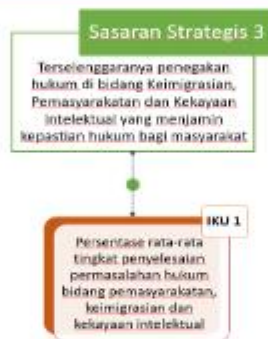 Sasaran Strategis 3
Terselenggaranya penegakan
hukum di bidang Keimigrasian,
Pemasyarakatan dan Kekayaan
Intelektual yang menjamin
kepastian hukum bagi masyarakat
IKU 1
Persentase rata-rata
tingkat penyelesaian
permasalahan hukum
bidang pemasyarakatan,
keimigrasian dan
kekayaan intelektual